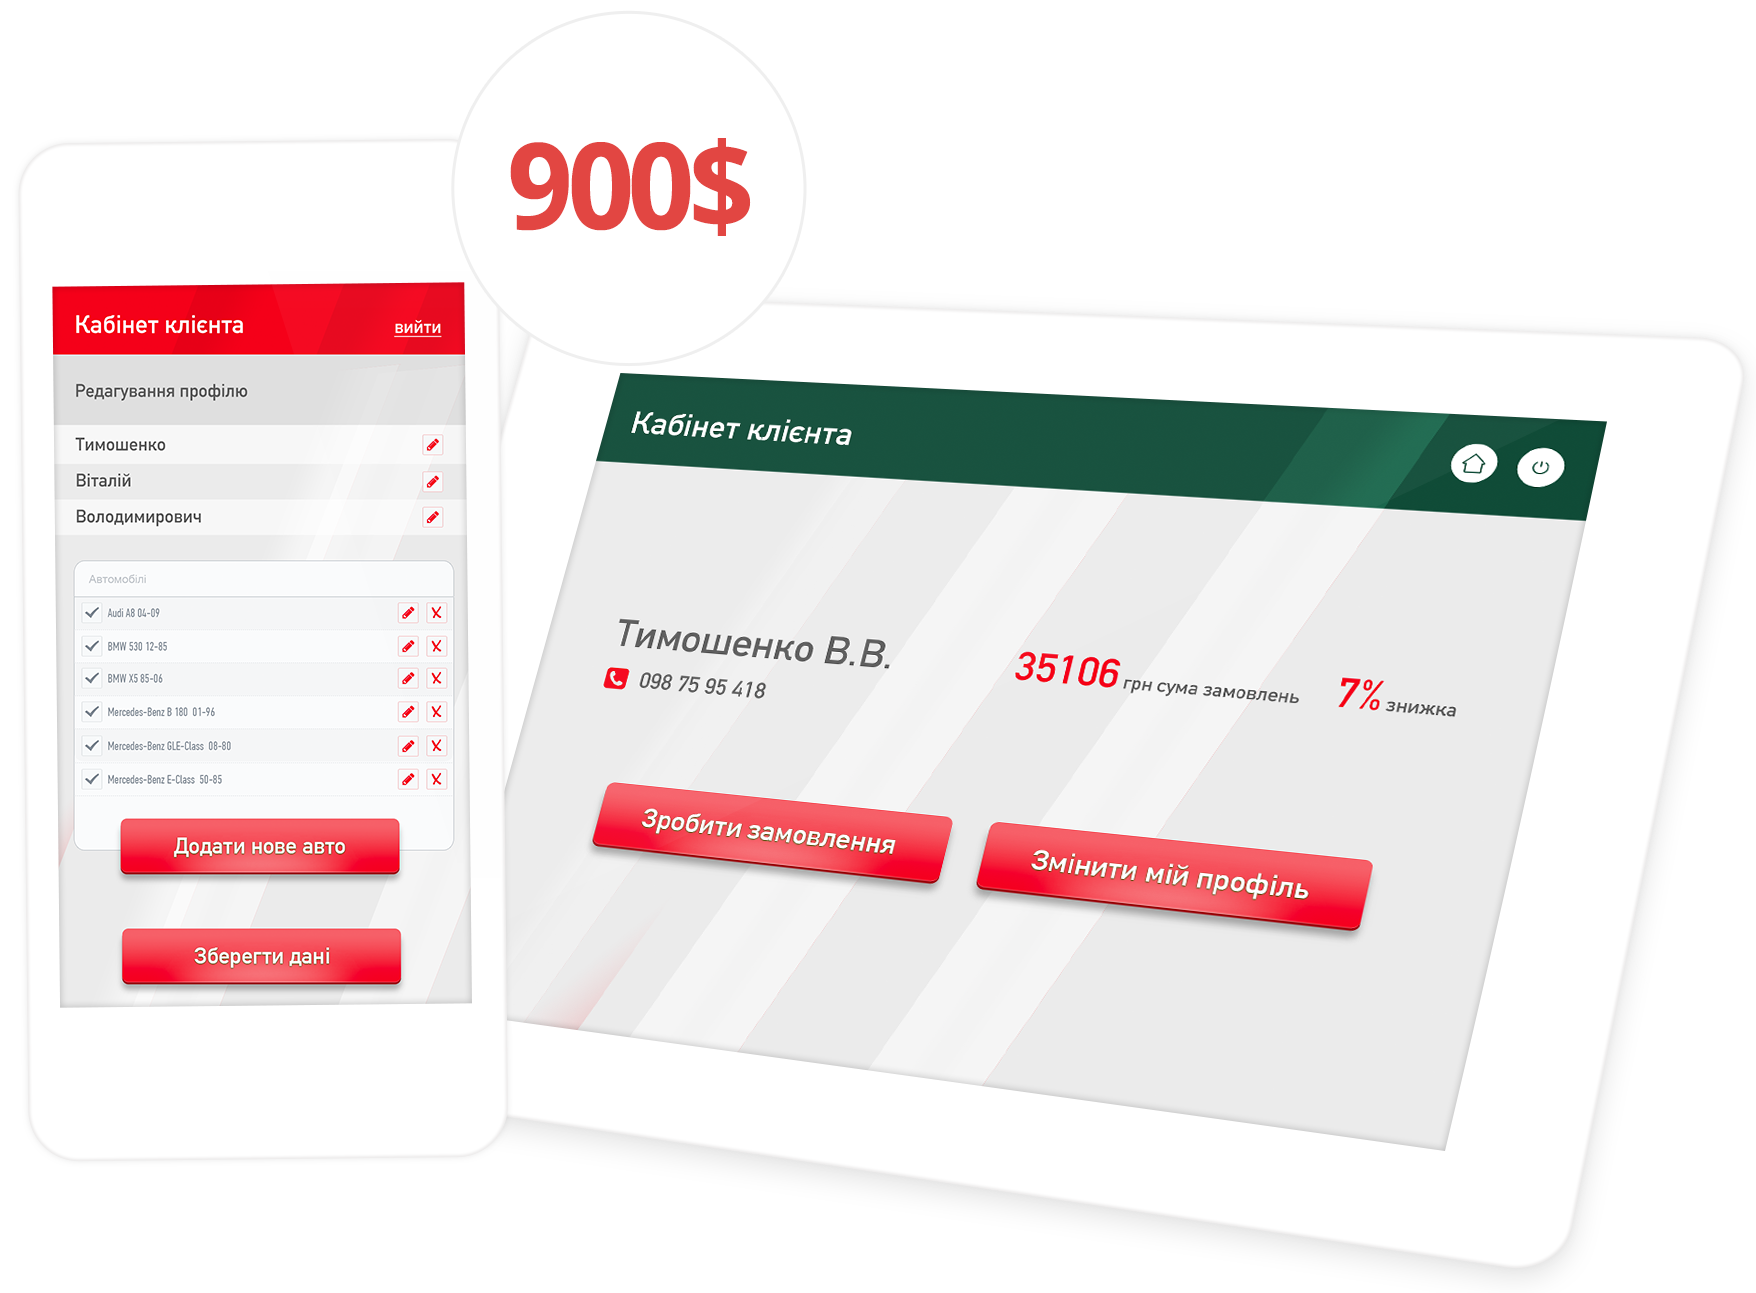 900$
Кабінет клієнта
вийти
Редагування профілю
Тимошенко
Віталій
Володимирович
Автомобілі
Audi A8 04-09
BMW 530 12-85
BMW X5 85-06
Mercedes-Benz B 180 01-96
Mercedes-Benz GLE-Class 08-80
Mercedes-Benz E-Class 50-85
Додати нове авто
Зберегти дані
Кабінет клієнта
Тимошенко В.В.
098 75 95 418
35106 грн сума замовлень
7% знижка
Зробити замовлення
Змінити мій профіль